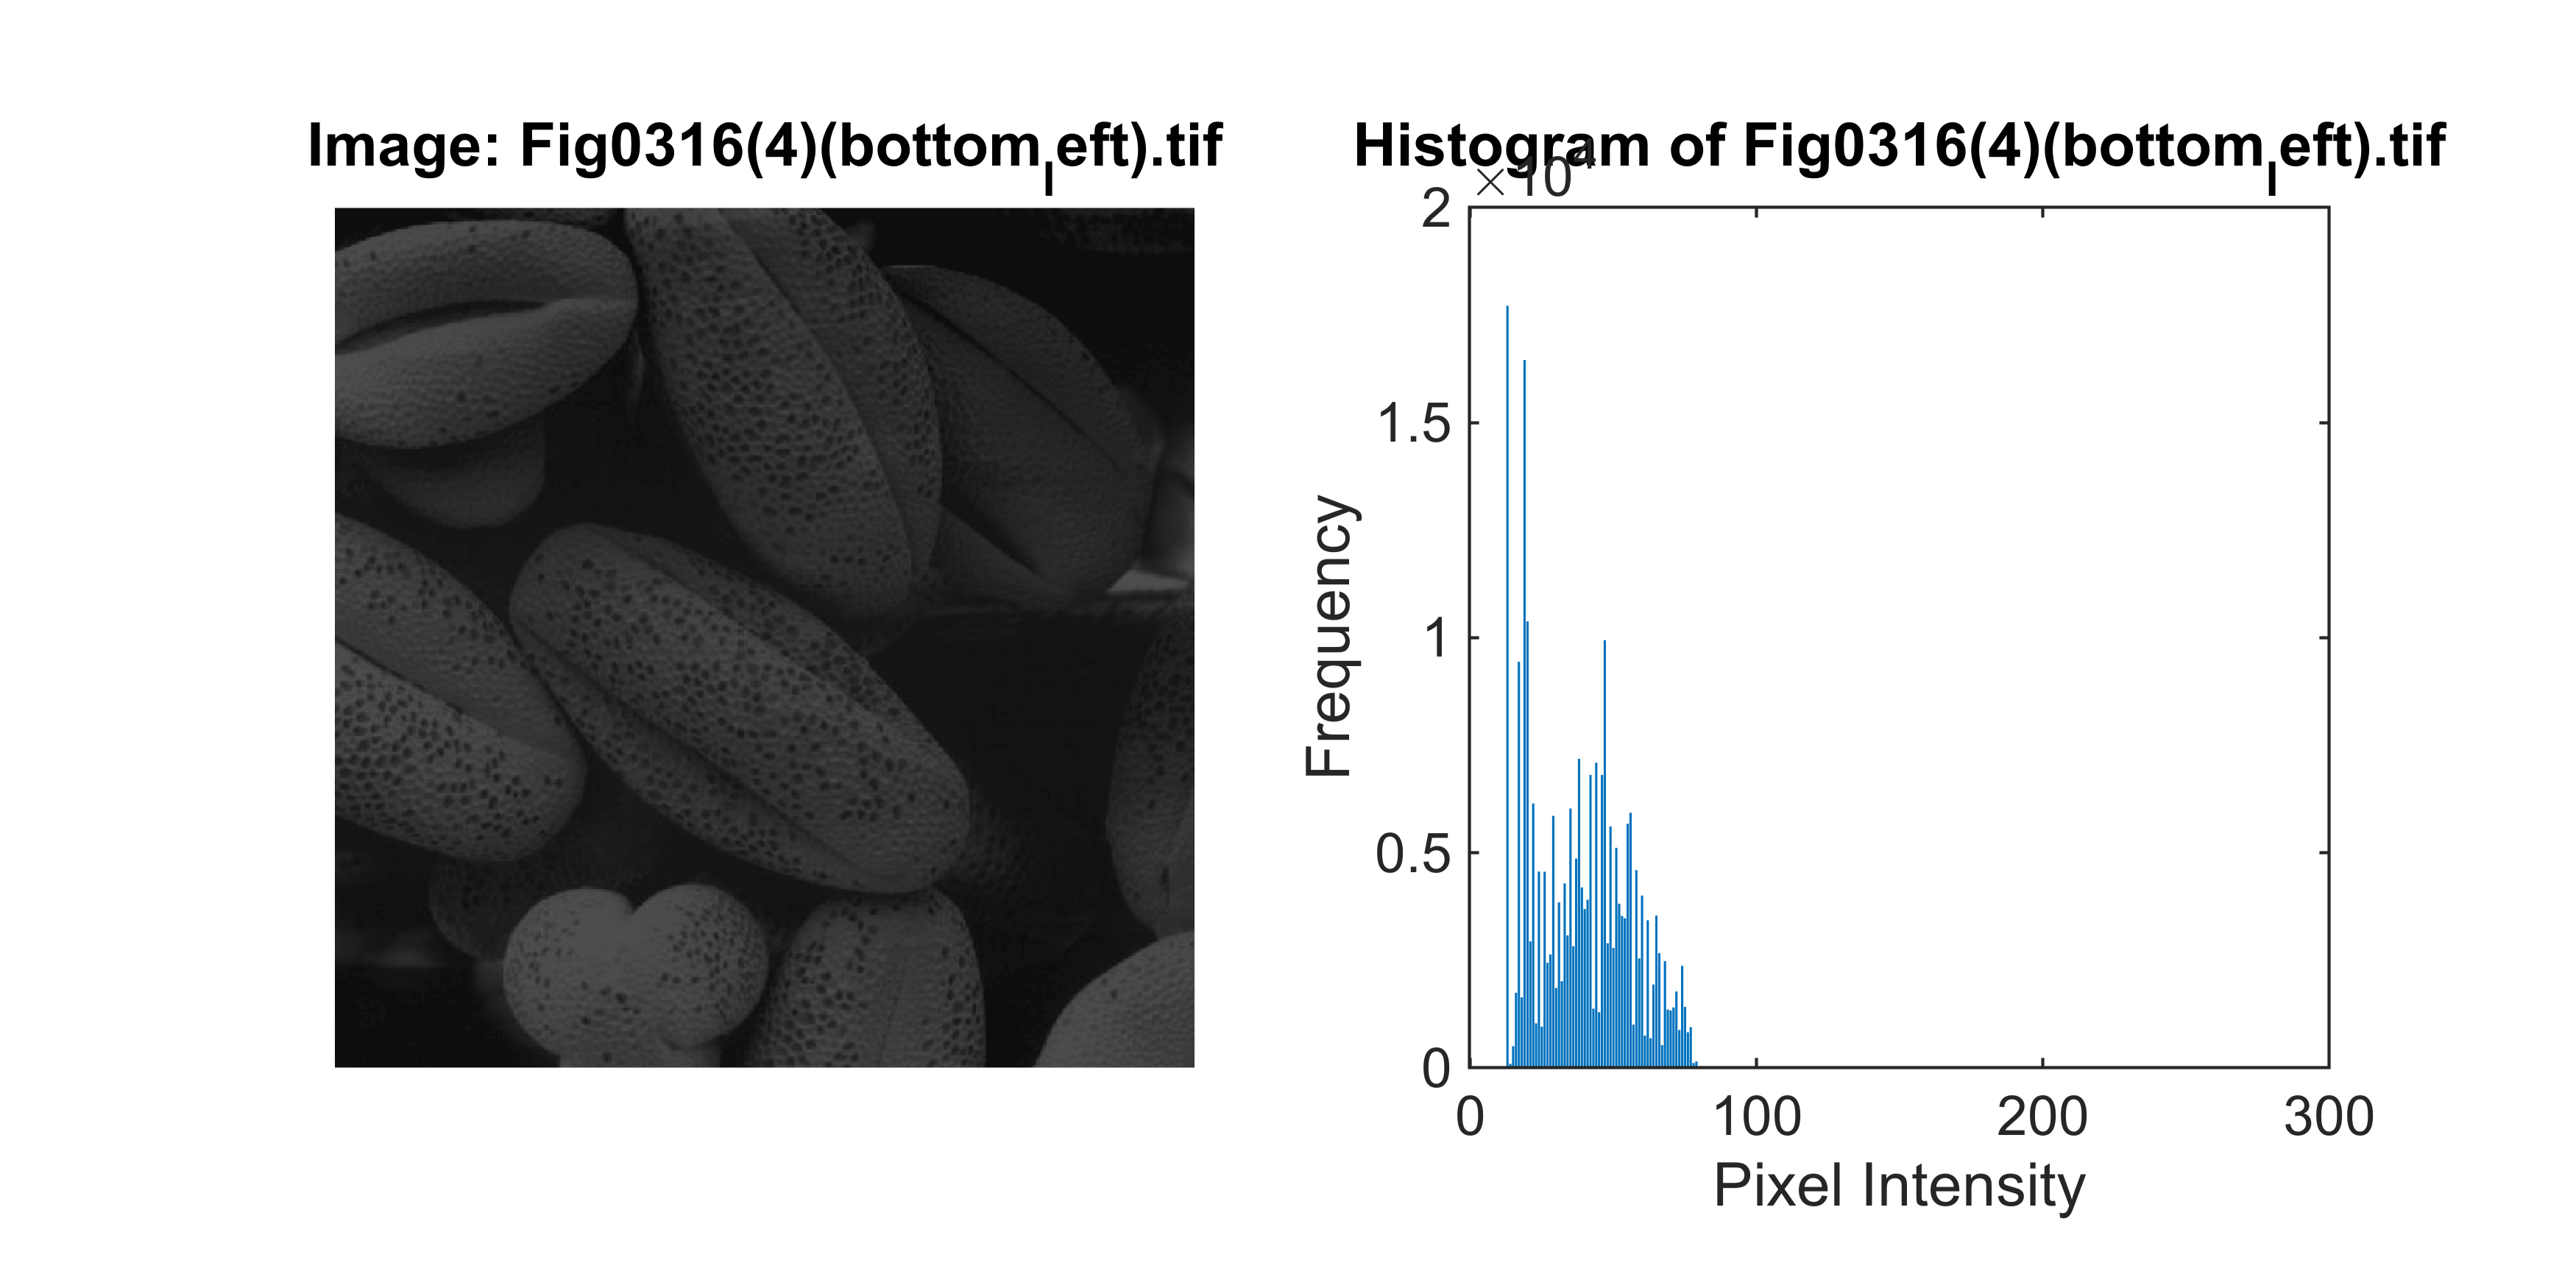 Image: Fig0316(4)(bottom_left).tif
Histogram of Fig0316(4)(bottom_left).tif
×10^4
2
1.5
1
0.5
0
Frequency
0 100 200 300
Pixel Intensity